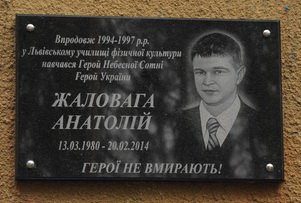 Впродовж 1994-1997 р.р.
у Львівському училищі фізичної культури
навчався Герой Небесної Сотні
Герой України
ЖАЛОВАГА
АНАТОЛІЙ
13.03.1980 - 20.02.2014
ГЕРОЇ НЕ ВМИРАЮТЬ!